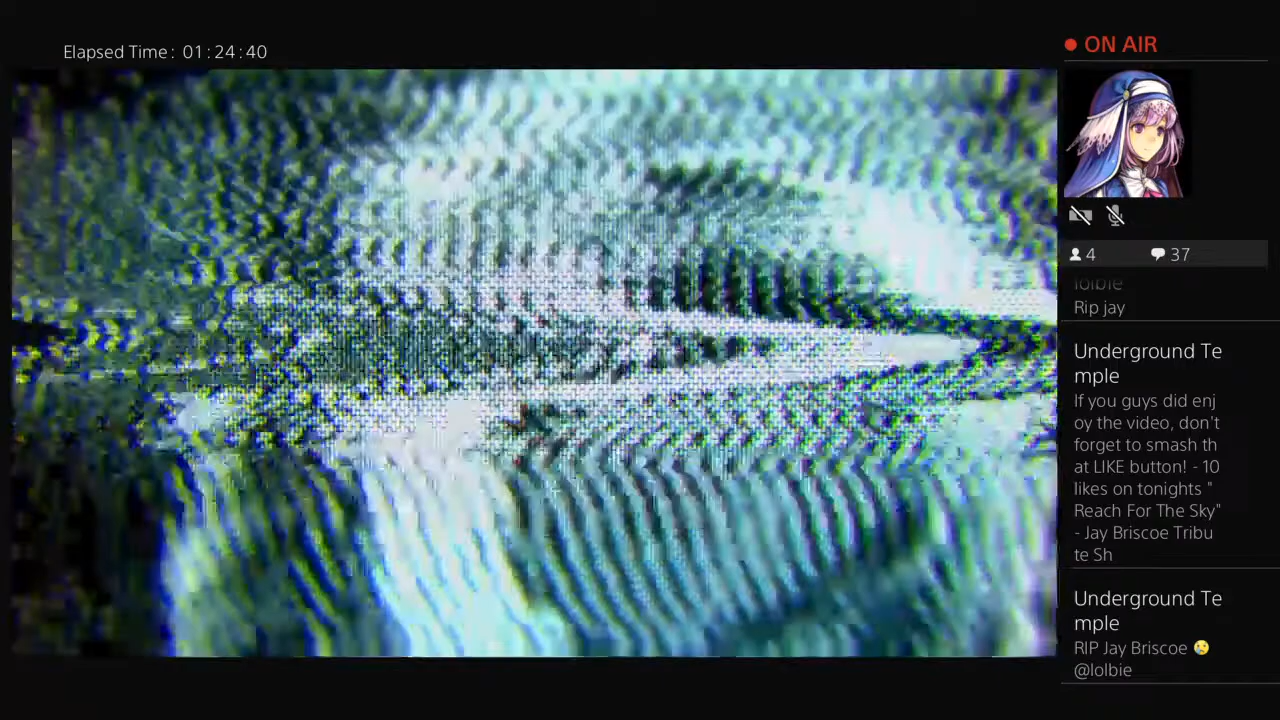 Elapsed Time: 01:24:40
ON AIR
4
37
lolbie
Rip jay
Underground Te
mple
If you guys did enj
oy the video, don't
forget to smash th
at LIKE button! - 10
likes on tonights "
Reach For The Sky"
- Jay Briscoe Tribu
te Sh
Underground Te
mple
RIP Jay Briscoe 😢
@lolbie